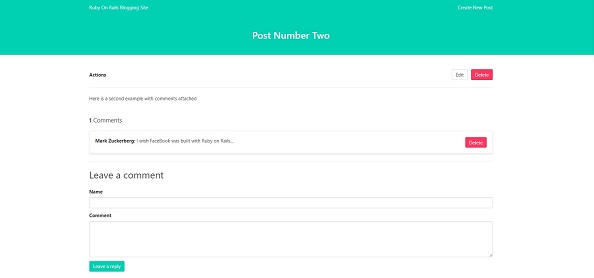 Ruby On Rails Blogging Site
Create New Post
Post Number Two
Actions
Edit
Delete
Here is a second example with comments attached
1 Comments
Mark Zuckerberg: I wish FaceBook was built with Ruby on Rails...
Delete
Leave a comment
Name
Comment
Leave a reply